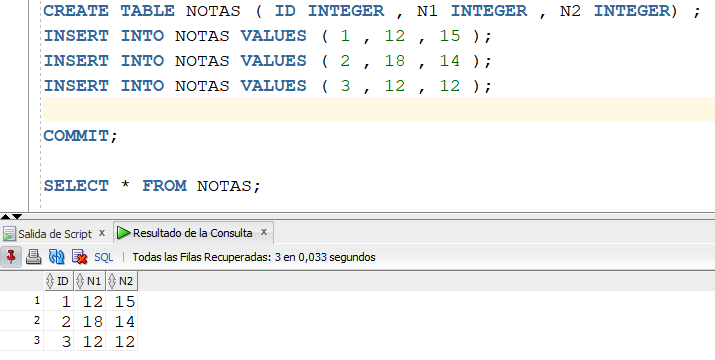 CREATE TABLE NOTAS ( ID INTEGER , N1 INTEGER , N2 INTEGER) ;
INSERT INTO NOTAS VALUES ( 1 , 12 , 15 );
INSERT INTO NOTAS VALUES ( 2 , 18 , 14 );
INSERT INTO NOTAS VALUES ( 3 , 12 , 12 );
COMMIT;
SELECT * FROM NOTAS;
Salida de Script x Resultado de la Consulta x
SQL | Todas las Filas Recuperadas: 3 en 0,033 segundos
ID N1 N2
1 1 12 15
2 2 18 14
3 3 12 12